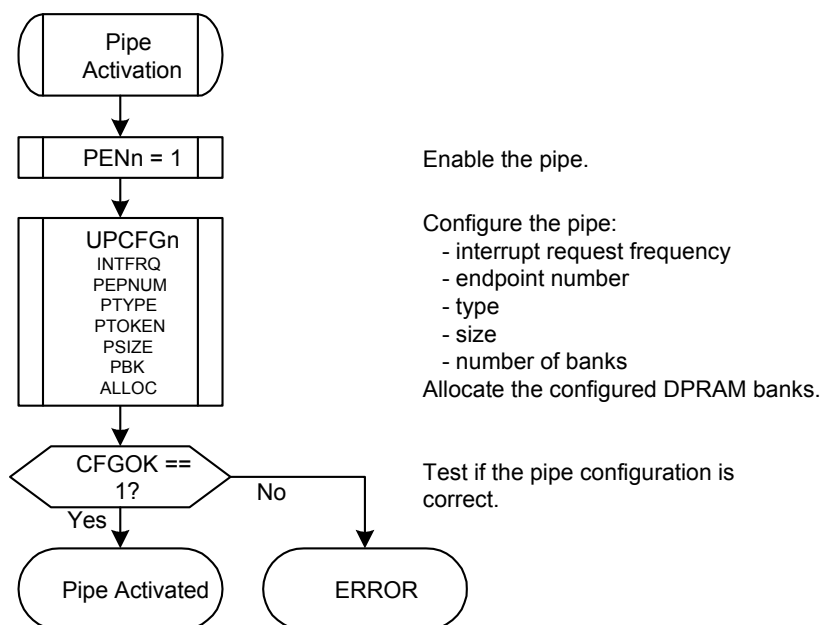 Pipe
Activation
PENn = 1
Enable the pipe.
UPCFGn
INTFRQ
PEPNUM
PTYPE
PTOKEN
PSIZE
PBK
ALLOC
Configure the pipe:
- interrupt request frequency
- endpoint number
- type
- size
- number of banks
Allocate the configured DPRAM banks.
CFGOK ==
1?
Test if the pipe configuration is
correct.
No
Yes
Pipe Activated
ERROR